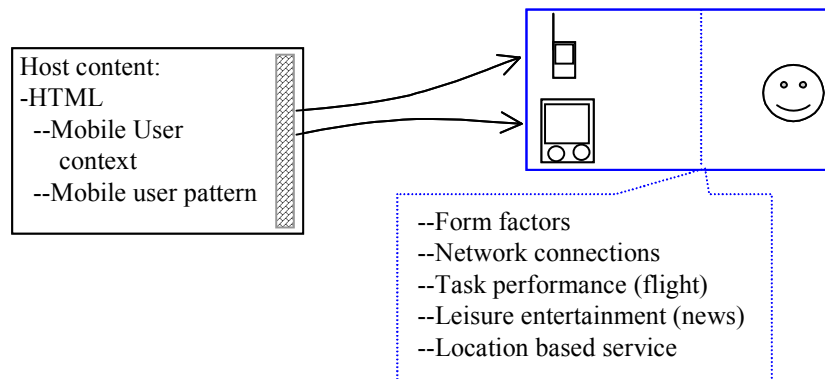 Host content:
-HTML
--Mobile User
context
--Mobile user pattern
--Form factors
--Network connections
--Task performance (flight)
--Leisure entertainment (news)
--Location based service